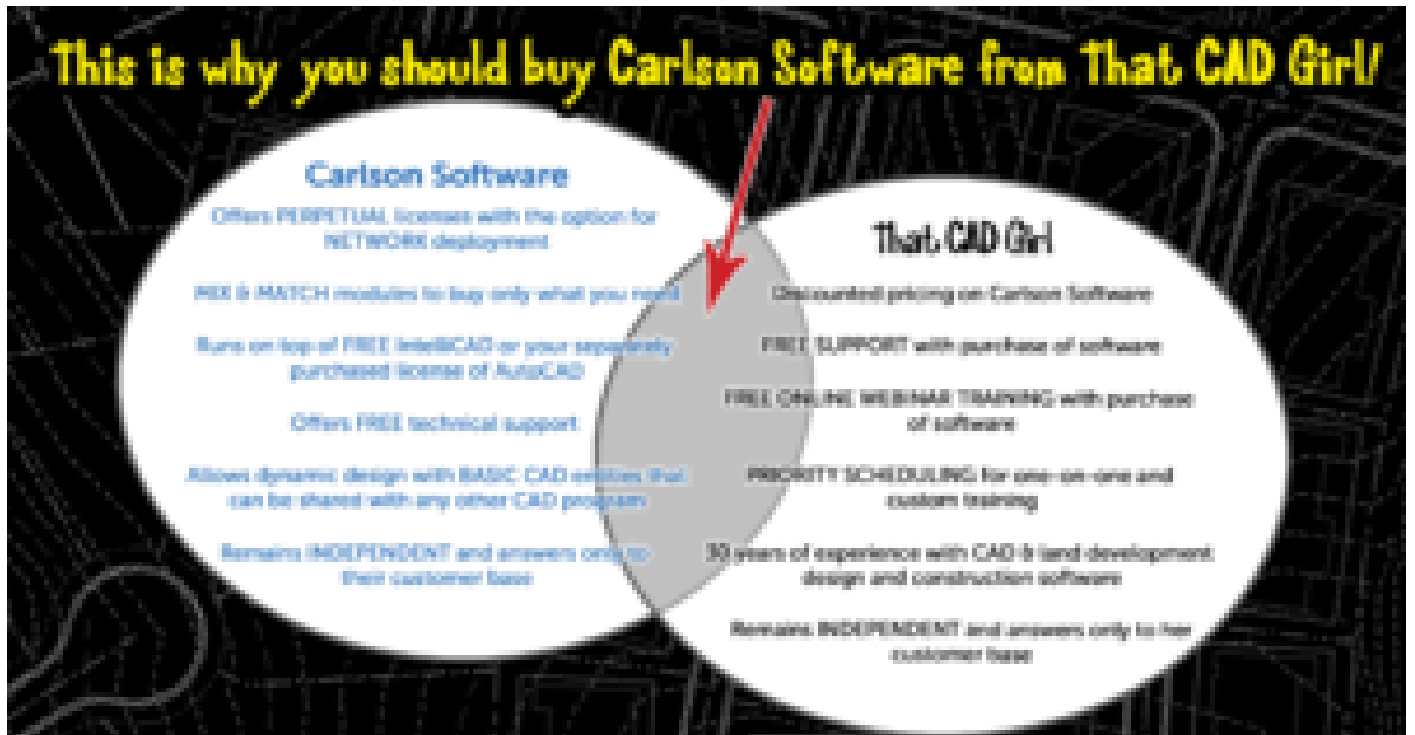 This is why you should buy Carlson Software from That CAD Girl!
Carlson Software
Offers PERPETUAL licenses with the option for
NETWORK deployment
MIX & MATCH modules to buy only what you need
Runs on top of FREE IntelliCAD or your separately
purchased license of AutoCAD
Offers FREE technical support
Allows dynamic design with BASIC CAD entities that
can be shared with any other CAD program
Remains INDEPENDENT and answers only to
their customer base
That CAD Girl
Discounted pricing on Carlson Software
FREE SUPPORT with purchase of software
FREE ONLINE WEBINAR TRAINING with purchase
of software
PRIORITY SCHEDULING for one-on-one and
custom training
30 years of experience with CAD & land development
design and construction software
Remains INDEPENDENT and answers only to her
customer base